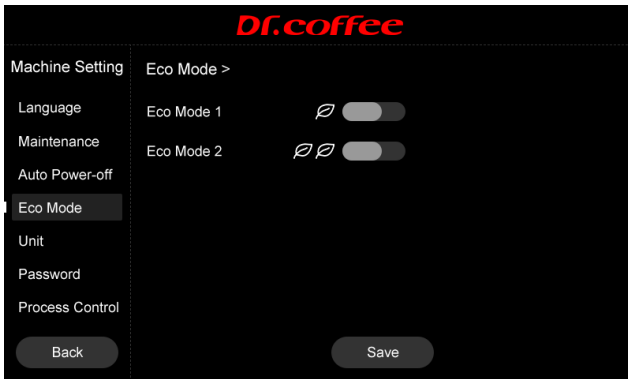 Dr.coffee
Machine Setting
Language
Maintenance
Auto Power-off
Eco Mode
Unit
Password
Process Control
Back
Eco Mode >
Eco Mode 1
Eco Mode 2
Save